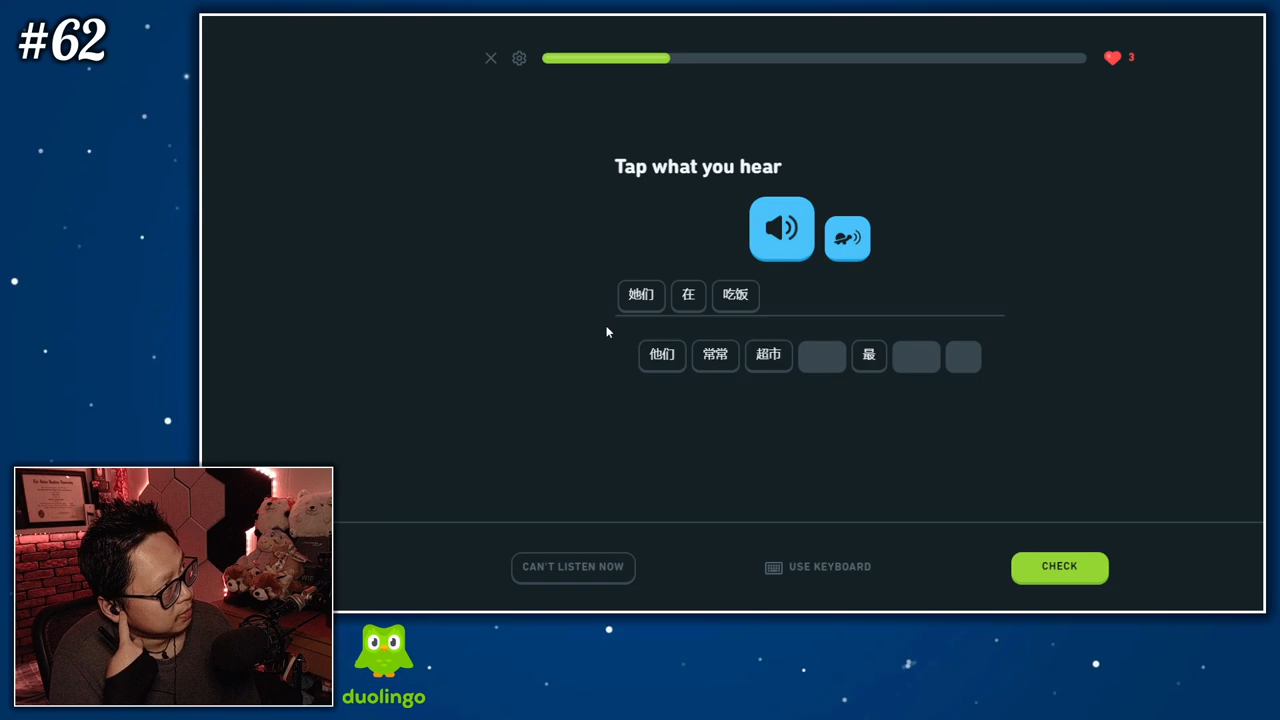 #62
3
Tap what you hear
她们 在 吃饭
他们 常常 超市 最
CAN'T LISTEN NOW
USE KEYBOARD
CHECK
duolingo